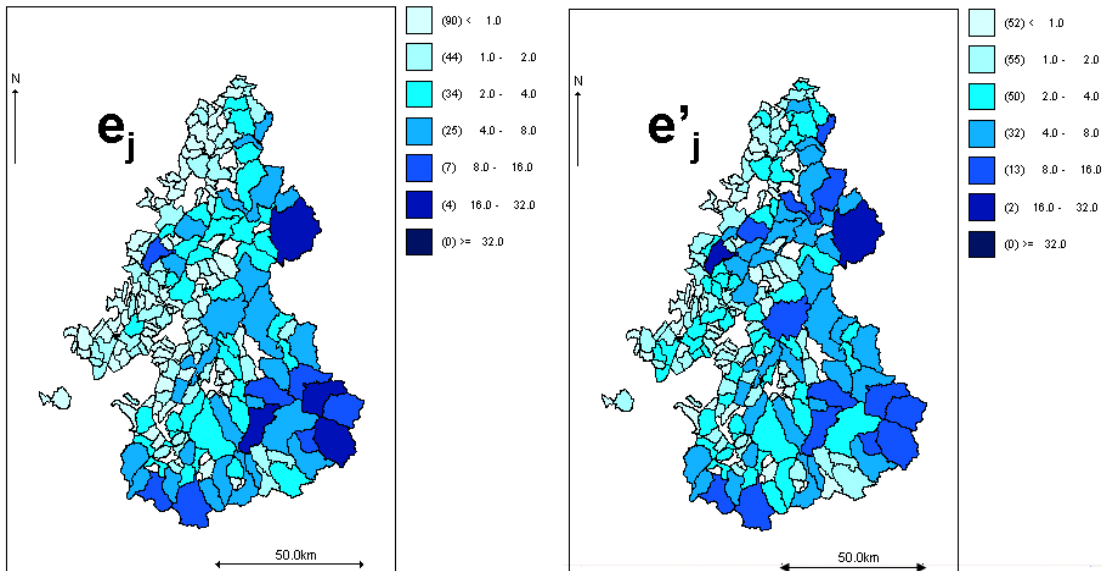 (90) < 1.0
(44) 1.0 - 2.0
(34) 2.0 - 4.0
(25) 4.0 - 8.0
(7) 8.0 - 16.0
(4) 16.0 - 32.0
(0) >= 32.0
N
ej
50.0km
(52) < 1.0
(55) 1.0 - 2.0
(50) 2.0 - 4.0
(32) 4.0 - 8.0
(13) 8.0 - 16.0
(2) 16.0 - 32.0
(0) >= 32.0
N
e'j
50.0km